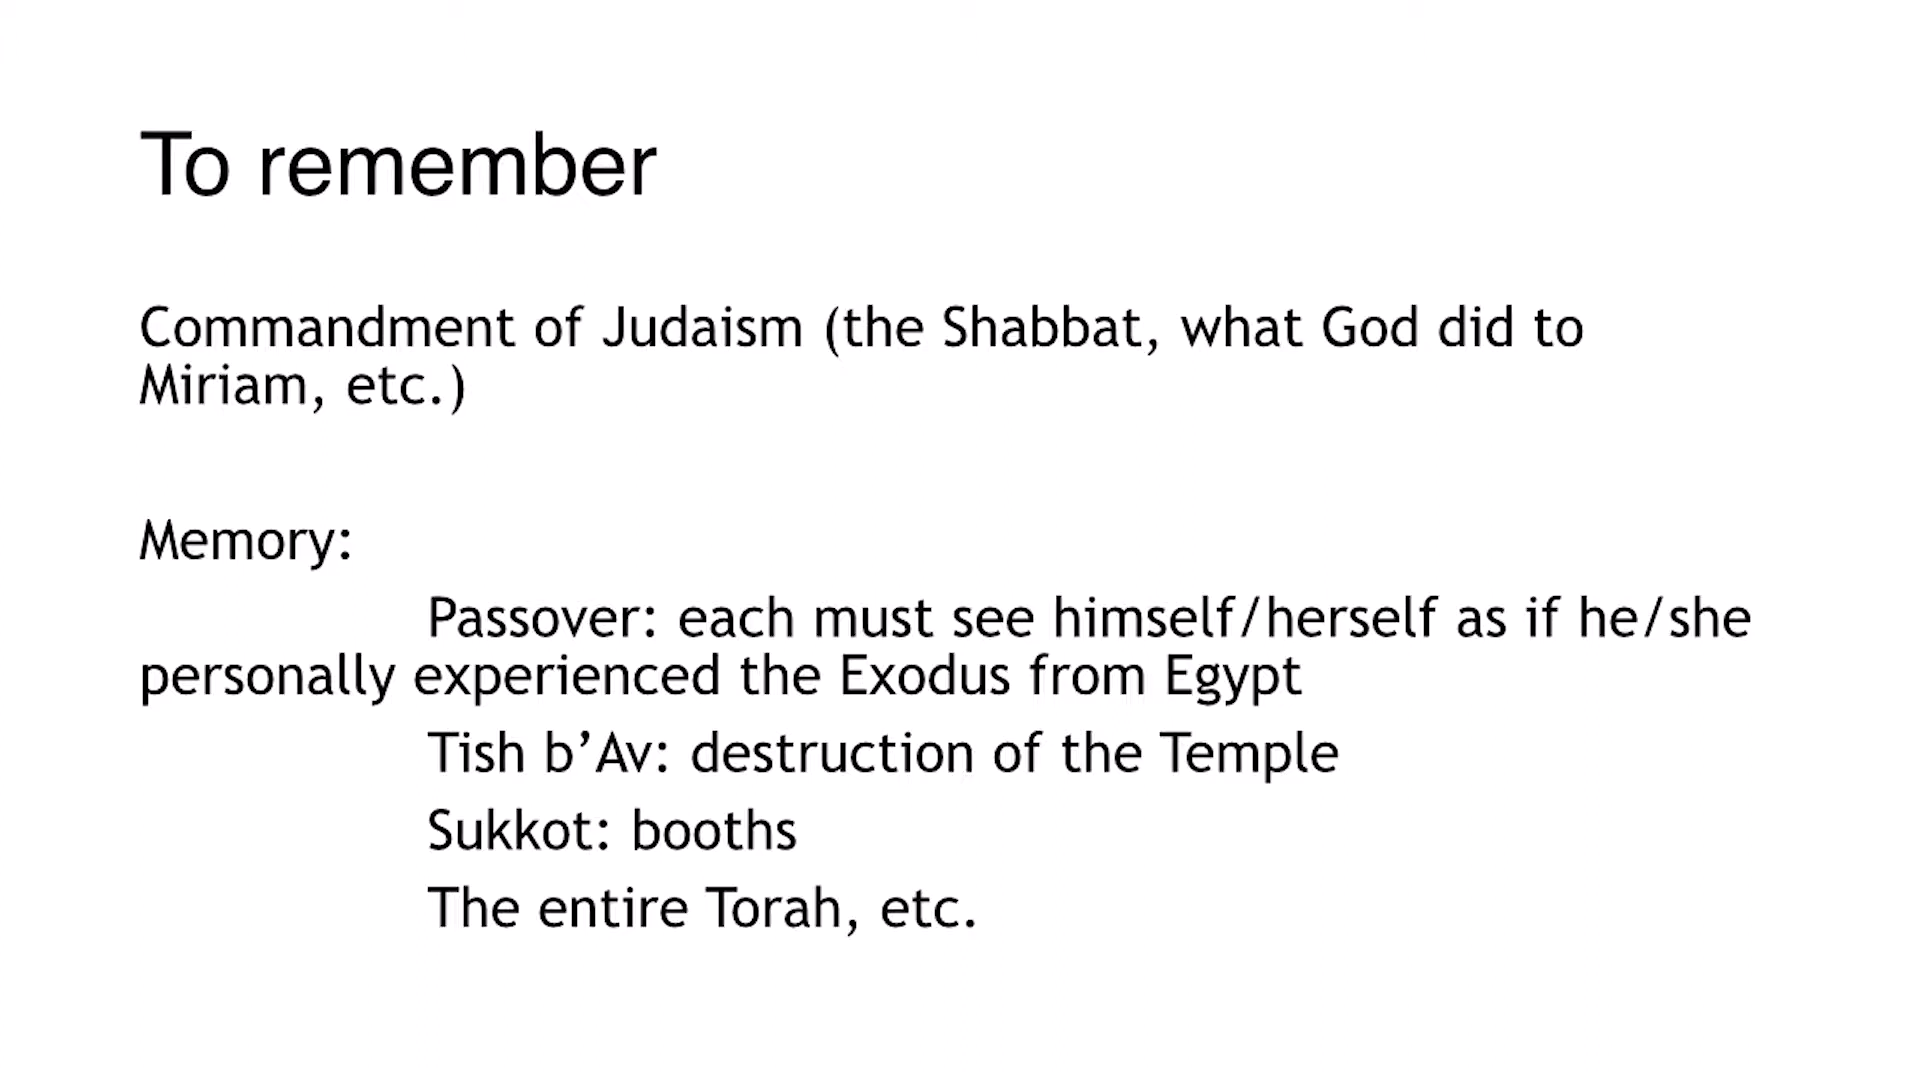 To remember
Commandment of Judaism (the Shabbat, what God did to
Miriam, etc.)
Memory:
Passover: each must see himself/herself as if he/she
personally experienced the Exodus from Egypt
Tish b’Av: destruction of the Temple
Sukkot: booths
The entire Torah, etc.